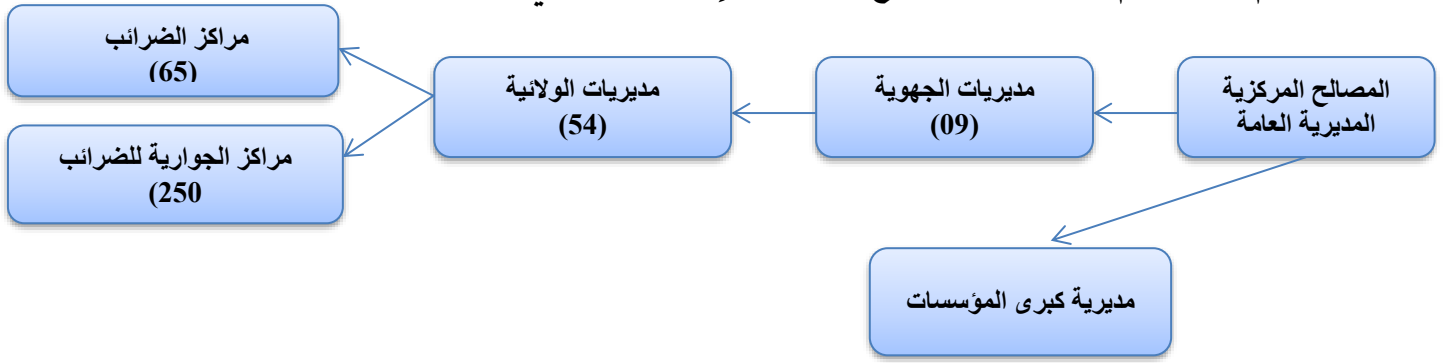 المصالح المركزية
المديرية العامة
مديريات الجهوية
(09)
مديريات الولائية
(54)
مراكز الضرائب
(65)
مراكز الجوارية للضرائب
(250
مديرية كبرى المؤسسات